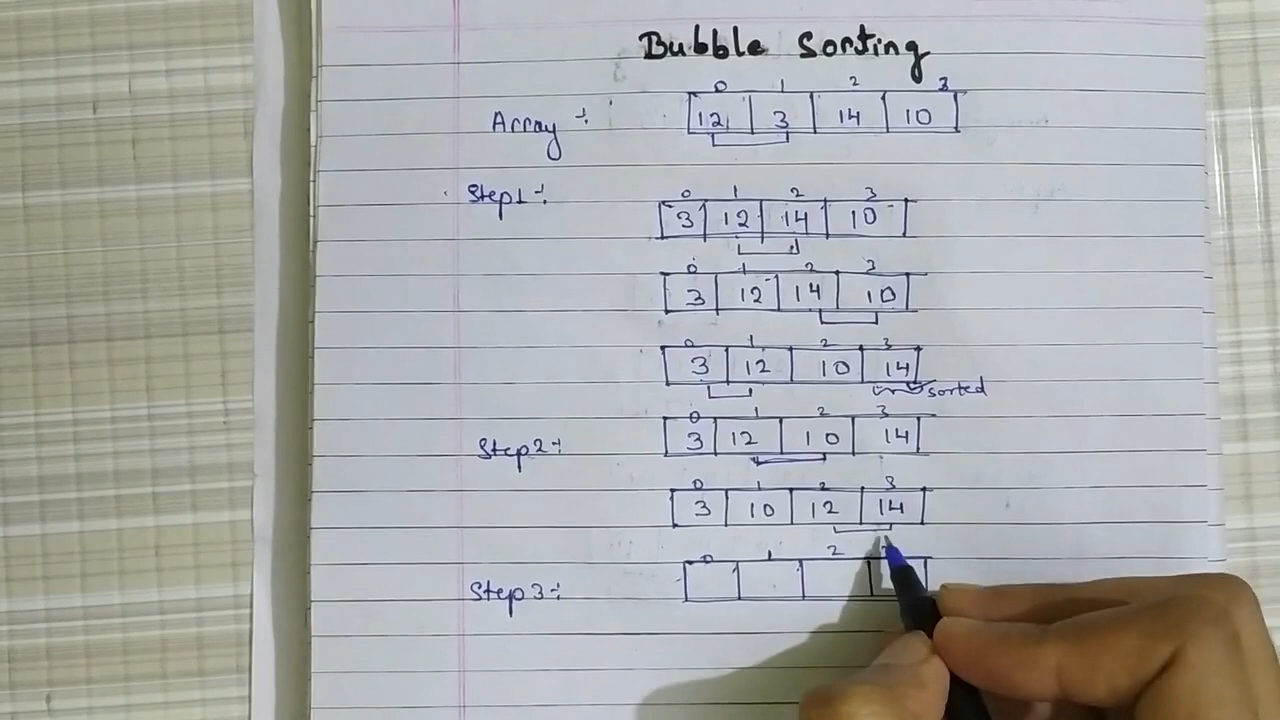 Bubble Sorting
0 1 2 3
Array :- 12 3 14 10
0 1 2 3
Step1 :- 3 12 14 10
0 1 2 3
3 12 14 10
0 1 2 3
3 12 10 14
sorted
0 1 2 3
Step2 :- 3 12 10 14
0 1 2 3
3 10 12 14
0 1 2
Step3 :-